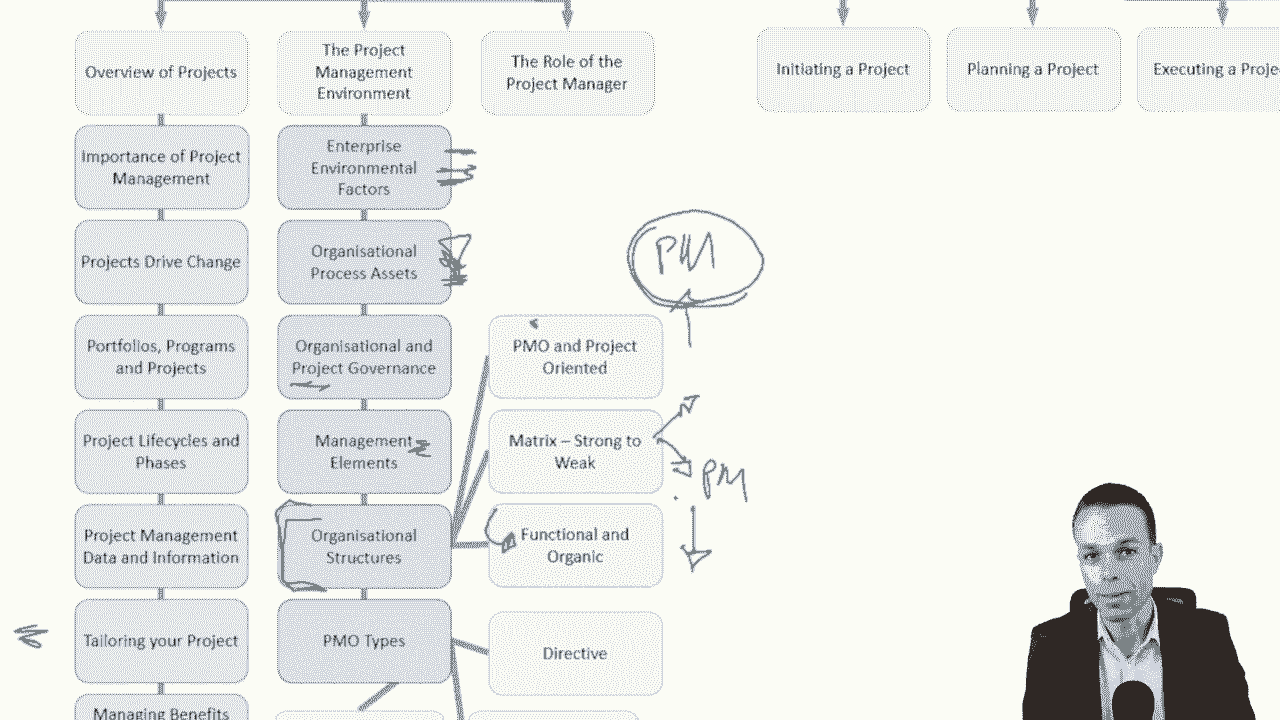 Overview of Projects
The Project
Management
Environment
The Role of the
Project Manager
Initiating a Project
Planning a Project
Executing a Proje
Importance of Project
Management
Enterprise
Environmental
Factors
Projects Drive Change
Organisational
Process Assets
PM
Portfolios, Programs
and Projects
Organisational and
Project Governance
PMO and Project
Oriented
Project Lifecycles and
Phases
Management
Elements
Matrix – Strong to
Weak
PM
Project Management
Data and Information
Organisational
Structures
Functional and
Organic
Tailoring your Project
PMO Types
Directive
Managing Benefits